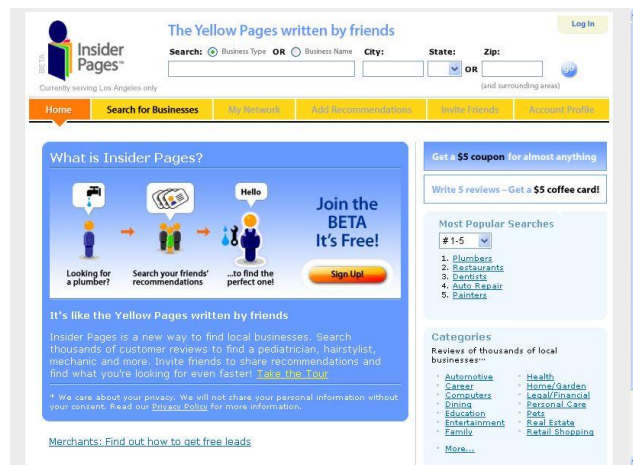 The Yellow Pages written by friends
Log In
BETA
Insider Pages™
Search: Business Type OR Business Name City: State: Zip:
OR
go
(and surrounding areas)
Currently serving Los Angeles only
Home Search for Businesses My Network Add Recommendations Invite Friends Account Profile
What is Insider Pages?
Hello
Join the
BETA
It's Free!
Sign Up!
Looking for
a plumber?
Search your friends'
recommendations
...to find the
perfect one!
It's like the Yellow Pages written by friends
Insider Pages is a new way to find local businesses. Search
thousands of customer reviews to find a pediatrician, hairstylist,
mechanic and more. Invite friends to share recommendations and
find what you're looking for even faster! Take the Tour
* We care about your privacy. We will not share your personal information without
your consent. Read our Privacy Policy for more information.
Merchants: Find out how to get free leads
Get a $5 coupon for almost anything
Write 5 reviews—Get a $5 coffee card!
Most Popular Searches
#1-5
1. Plumbers
2. Restaurants
3. Dentists
4. Auto Repair
5. Painters
Categories
Reviews of thousands of local
businesses...
Automotive
Career
Computers
Dining
Education
Entertainment
Family
More...
Health
Home/Garden
Legal/Financial
Personal Care
Pets
Real Estate
Retail Shopping